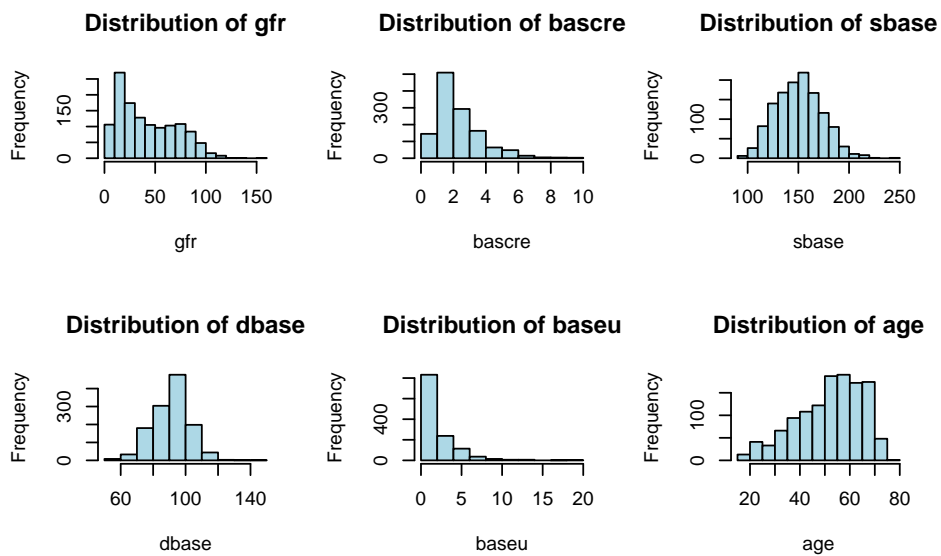 Distribution of gfr
Frequency
0 150
0 50 100 150
gfr
Distribution of bascre
Frequency
0 300
0 2 4 6 8 10
bascre
Distribution of sbase
Frequency
0 100
100 150 200 250
sbase
Distribution of dbase
Frequency
0 300
60 100 140
dbase
Distribution of baseu
Frequency
0 400
0 5 10 15 20
baseu
Distribution of age
Frequency
0 100
20 40 60 80
age